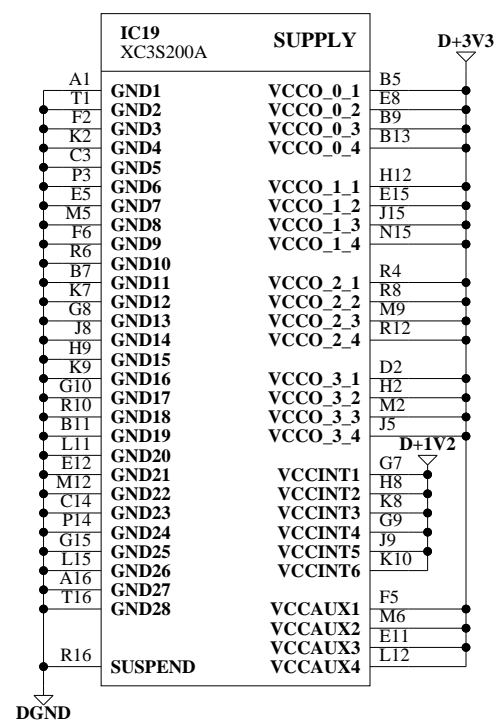 IC19
XC3S200A
SUPPLY
D+3V3
A1 GND1 VCCO_0_1 B5
T1 GND2 VCCO_0_2 E8
F2 GND3 VCCO_0_3 B9
K2 GND4 VCCO_0_4 B13
C3 GND5
P3 GND6 VCCO_1_1 H12
E5 GND7 VCCO_1_2 E15
M5 GND8 VCCO_1_3 J15
F6 GND9 VCCO_1_4 N15
R6 GND10
B7 GND11 VCCO_2_1 R4
K7 GND12 VCCO_2_2 R8
G8 GND13 VCCO_2_3 M9
J8 GND14 VCCO_2_4 R12
H9 GND15
K9 GND16 VCCO_3_1 D2
G10 GND17 VCCO_3_2 H2
R10 GND18 VCCO_3_3 M2
B11 GND19 VCCO_3_4 J5
L11 GND20 D+1V2
E12 GND21 VCCINT1 G7
M12 GND22 VCCINT2 H8
C14 GND23 VCCINT3 K8
P14 GND24 VCCINT4 G9
G15 GND25 VCCINT5 J9
L15 GND26 VCCINT6 K10
A16 GND27
T16 GND28 VCCAUX1 F5
VCCAUX2 M6
VCCAUX3 E11
R16 SUSPEND VCCAUX4 L12
DGND